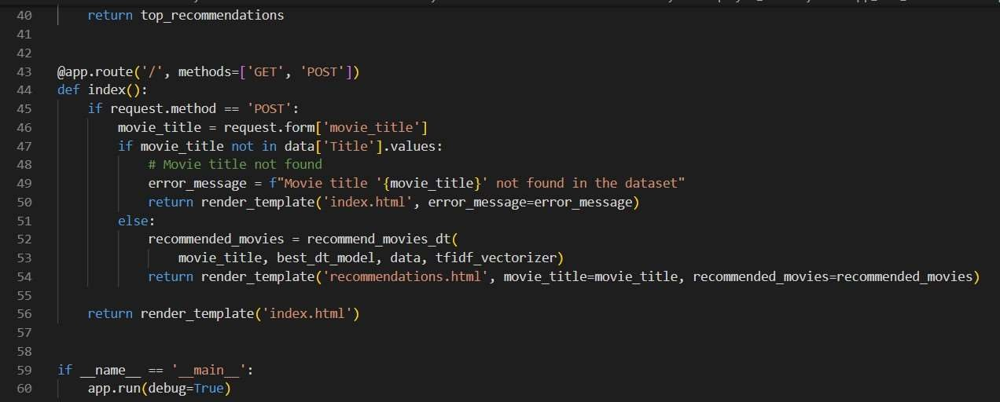 40 return top_recommendations
41
42
43 @app.route('/', methods=['GET', 'POST'])
44 def index():
45 if request.method == 'POST':
46 movie_title = request.form['movie_title']
47 if movie_title not in data['Title'].values:
48 # Movie title not found
49 error_message = f"Movie title '{movie_title}' not found in the dataset"
50 return render_template('index.html', error_message=error_message)
51 else:
52 recommended_movies = recommend_movies_dt(
53 movie_title, best_dt_model, data, tfidf_vectorizer)
54 return render_template('recommendations.html', movie_title=movie_title, recommended_movies=recommended_movies)
55
56 return render_template('index.html')
57
58
59 if __name__ == '__main__':
60 app.run(debug=True)